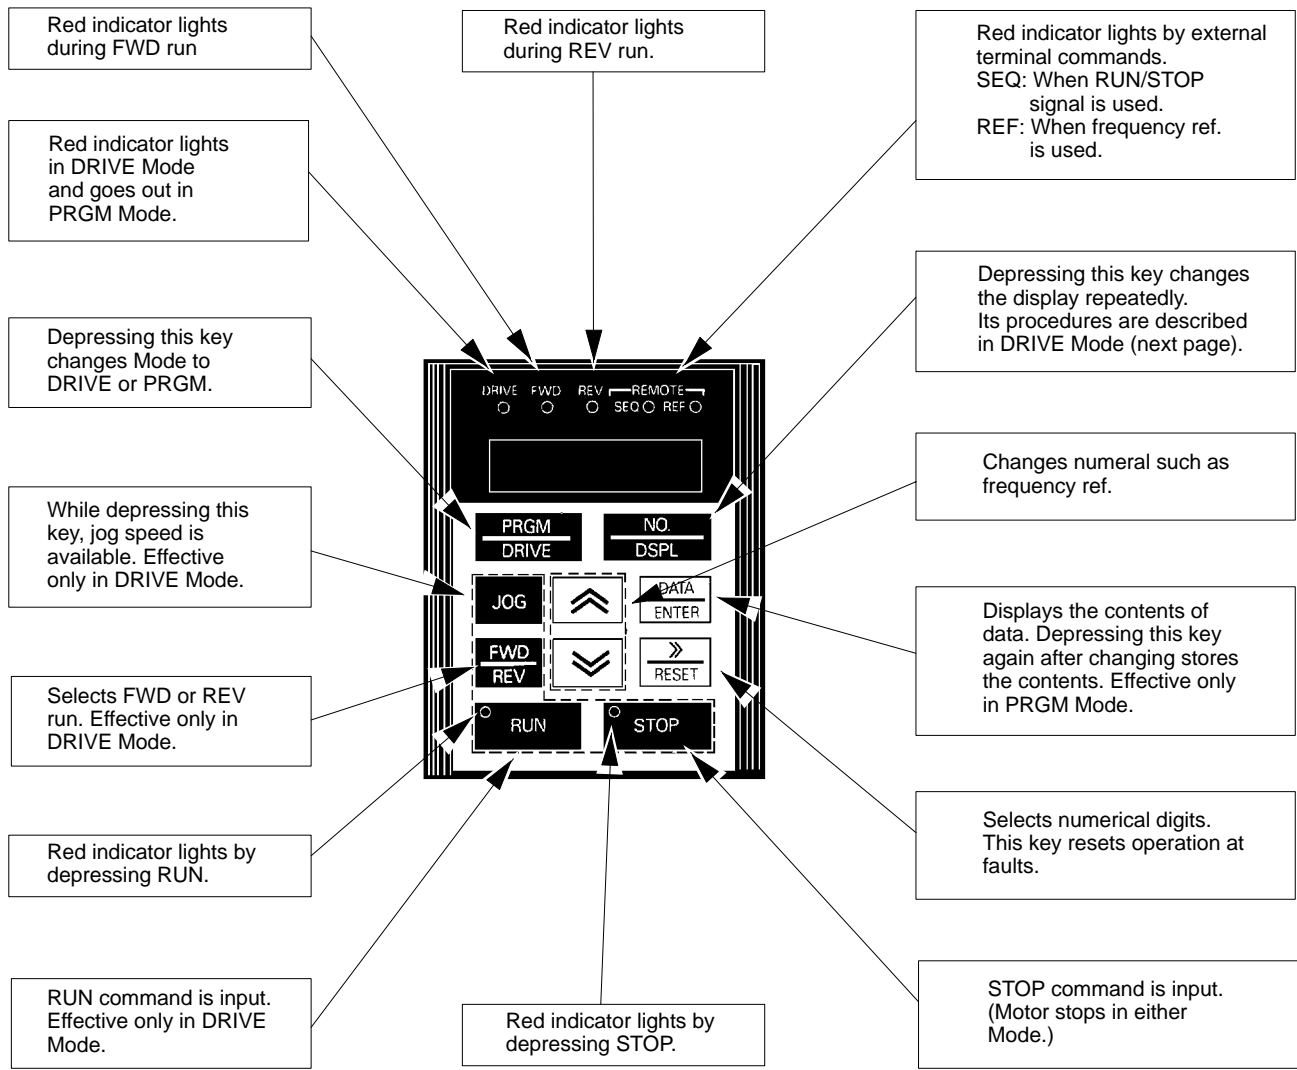 Red indicator lights
during FWD run
Red indicator lights
during REV run.
Red indicator lights by external
terminal commands.
SEQ: When RUN/STOP
signal is used.
REF: When frequency ref.
is used.
Red indicator lights
in DRIVE Mode
and goes out in
PRGM Mode.
Depressing this key changes
the display repeatedly.
Its procedures are described
in DRIVE Mode (next page).
Depressing this key
changes Mode to
DRIVE or PRGM.
DRIVE FWD REV REMOTE
SEQ REF
Changes numeral such as
frequency ref.
While depressing this
key, jog speed is
available. Effective
only in DRIVE Mode.
PRGM
DRIVE
NO.
DSPL
JOG
DATA
ENTER
FWD
REV
RESET
RUN
STOP
Displays the contents of
data. Depressing this key
again after changing stores
the contents. Effective only
in PRGM Mode.
Selects FWD or REV
run. Effective only in
DRIVE Mode.
Selects numerical digits.
This key resets operation at
faults.
Red indicator lights by
depressing RUN.
RUN command is input.
Effective only in DRIVE
Mode.
Red indicator lights by
depressing STOP.
STOP command is input.
(Motor stops in either
Mode.)